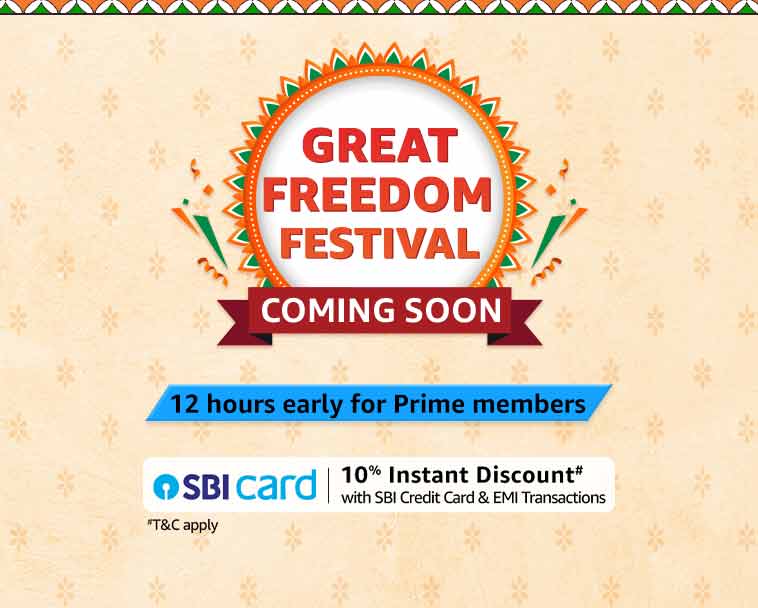 GREAT
FREEDOM
FESTIVAL
COMING SOON
12 hours early for Prime members
SBI card
10% Instant Discount#
with SBI Credit Card & EMI Transactions
#T&C apply